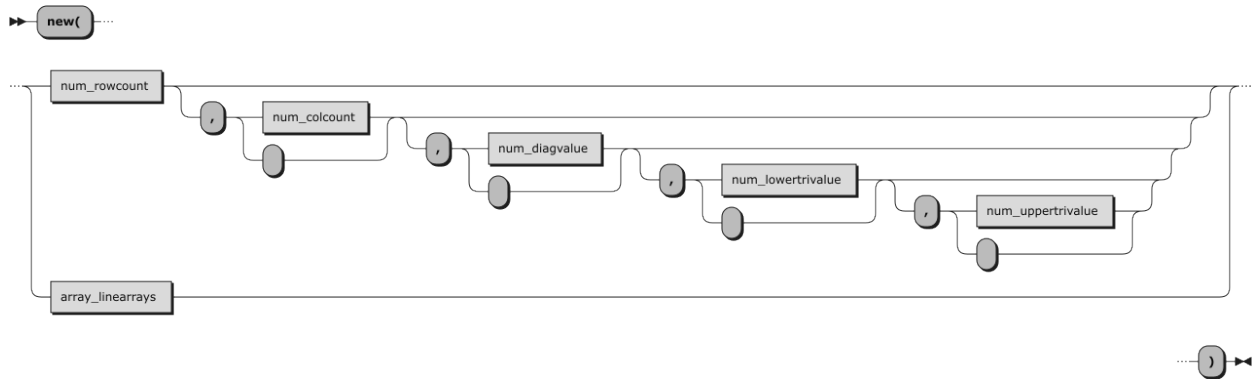 new(
num_rowcount
, num_colcount
, num_diagvalue
, num_lowertrivalue
, num_uppertrivalue
array_linearrays
)